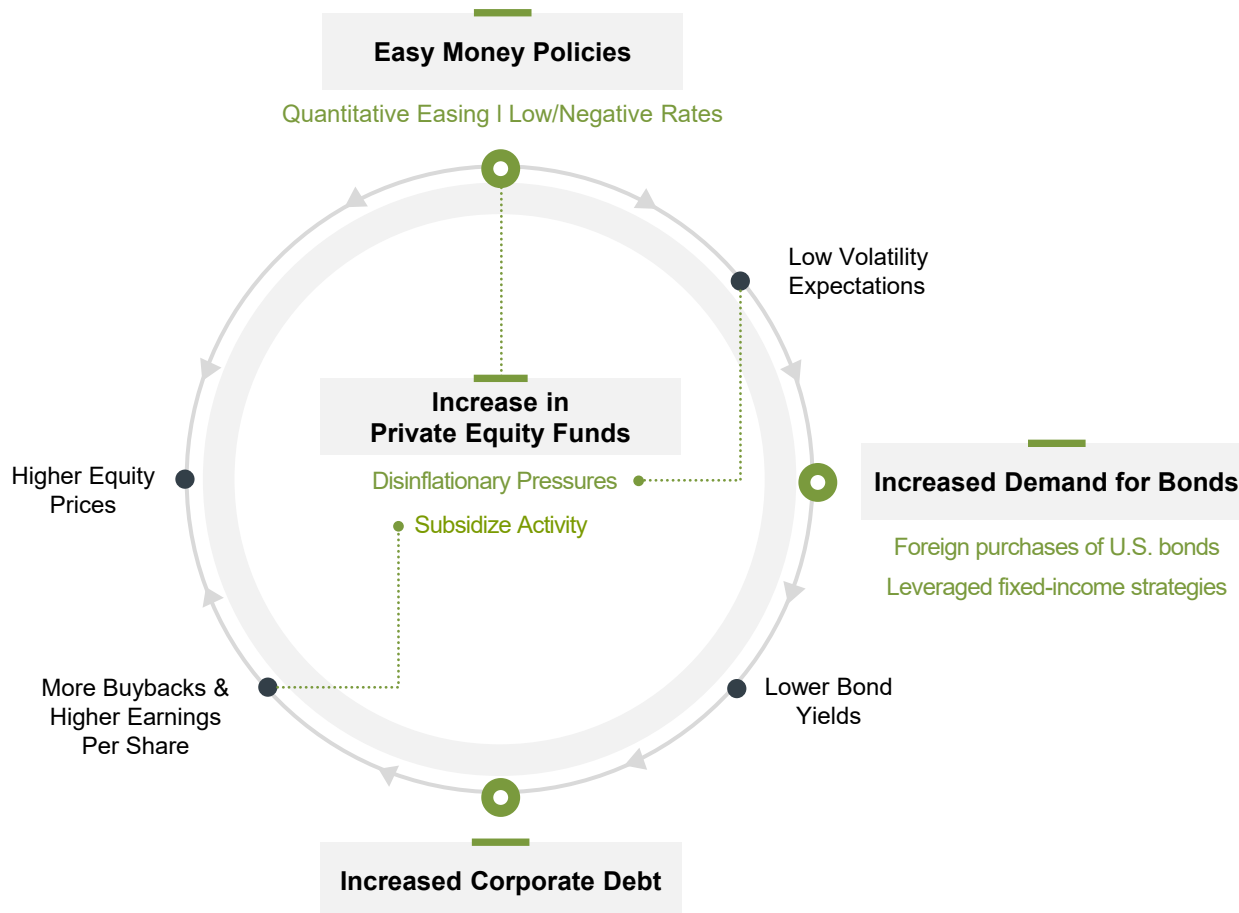 Easy Money Policies
Quantitative Easing l Low/Negative Rates
Low Volatility
Expectations
Increase in
Private Equity Funds
Disinflationary Pressures
Subsidize Activity
Higher Equity
Prices
Increased Demand for Bonds
Foreign purchases of U.S. bonds
Leveraged fixed-income strategies
More Buybacks &
Higher Earnings
Per Share
Lower Bond
Yields
Increased Corporate Debt